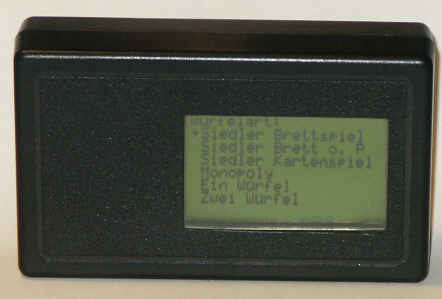 Würfelart:
*Siedler Brettspiel
Siedler Brett o. P
Siedler Kartenspiel
Monopoly
Ein Würfel
Zwei Würfel